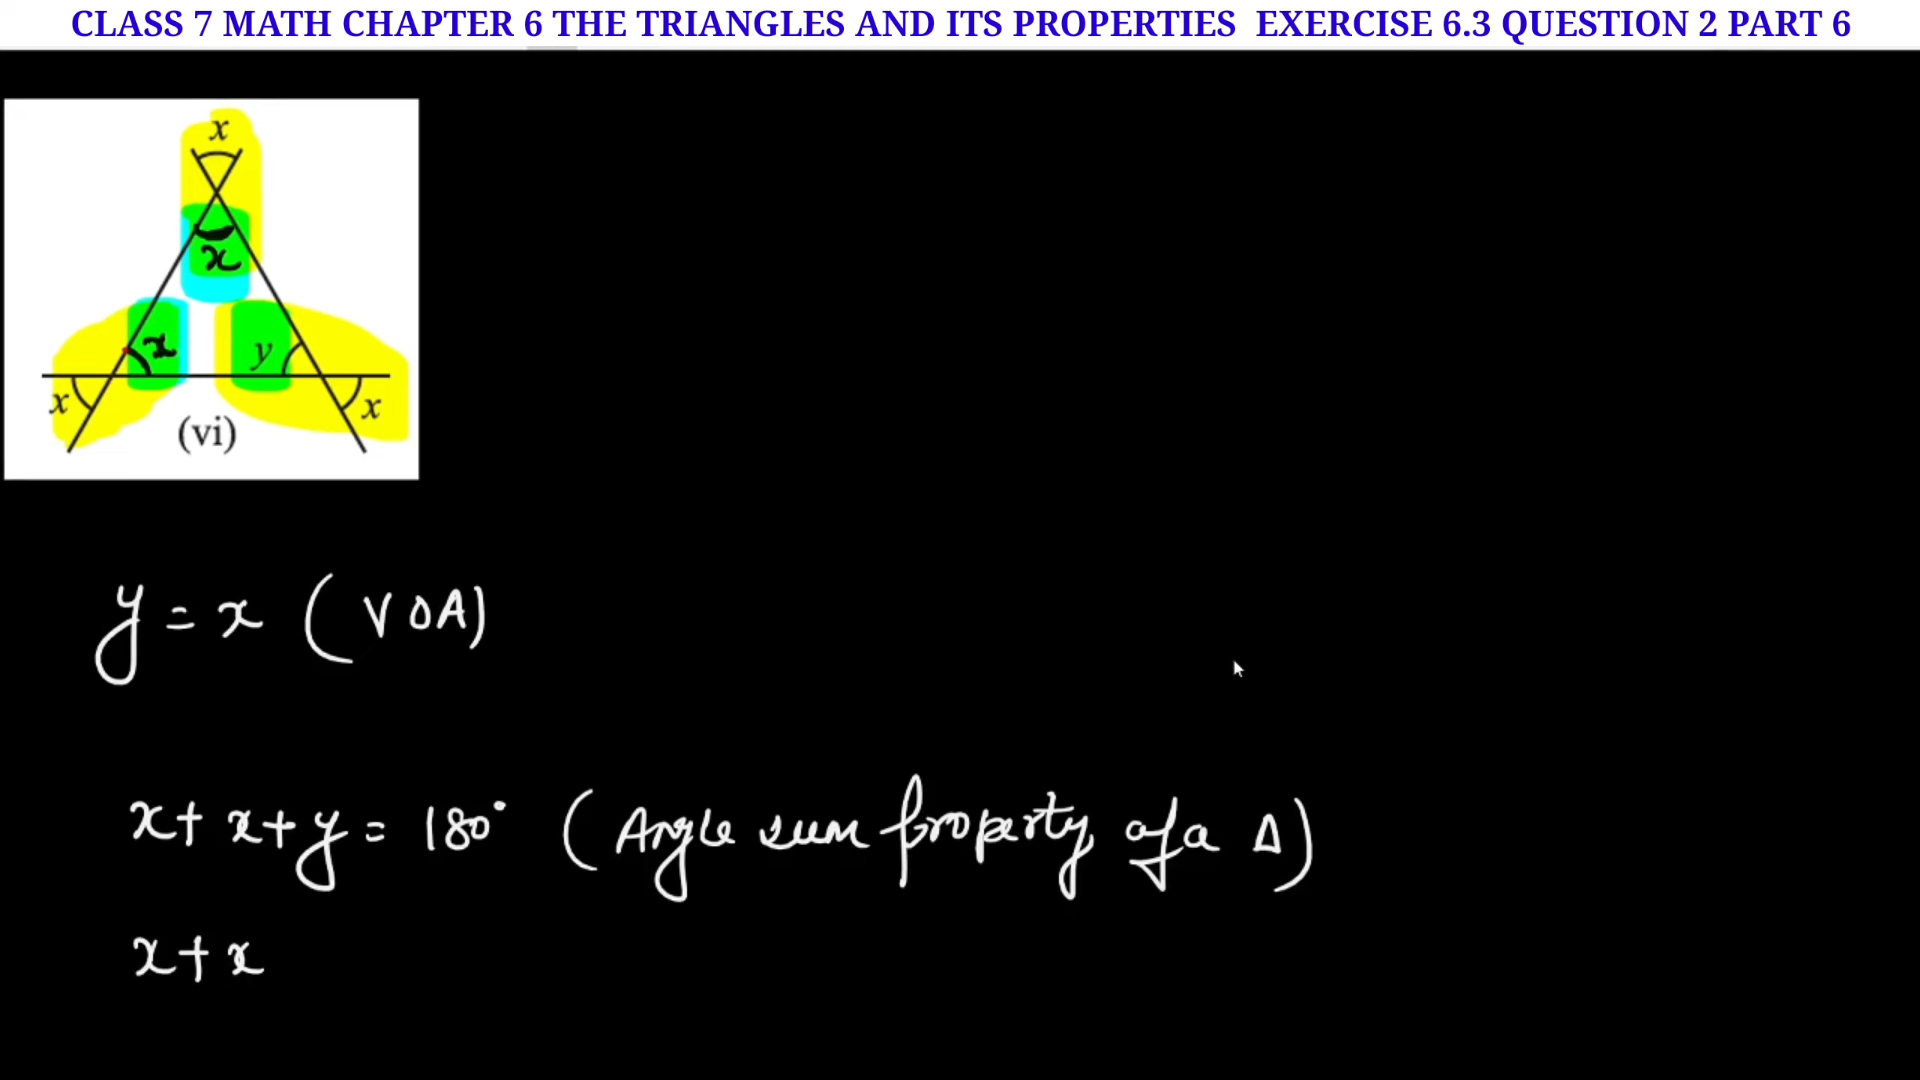 CLASS 7 MATH CHAPTER 6 THE TRIANGLES AND ITS PROPERTIES EXERCISE 6.3 QUESTION 2 PART 6
x
x
x
y
x
x
(vi)
y = x (VOA)
x + x + y = 180° (Angle sum property of a Δ)
x + x